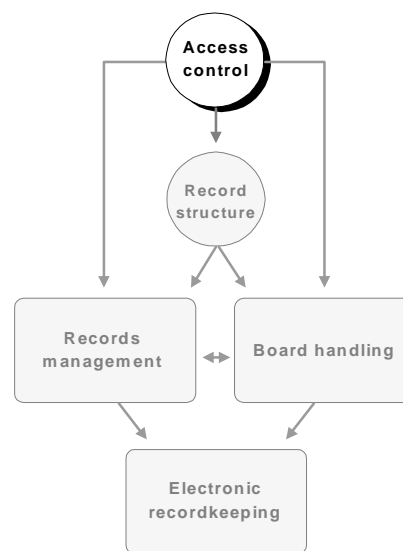 Access
control
Record
structure
Records
management
Board handling
Electronic
recordkeeping